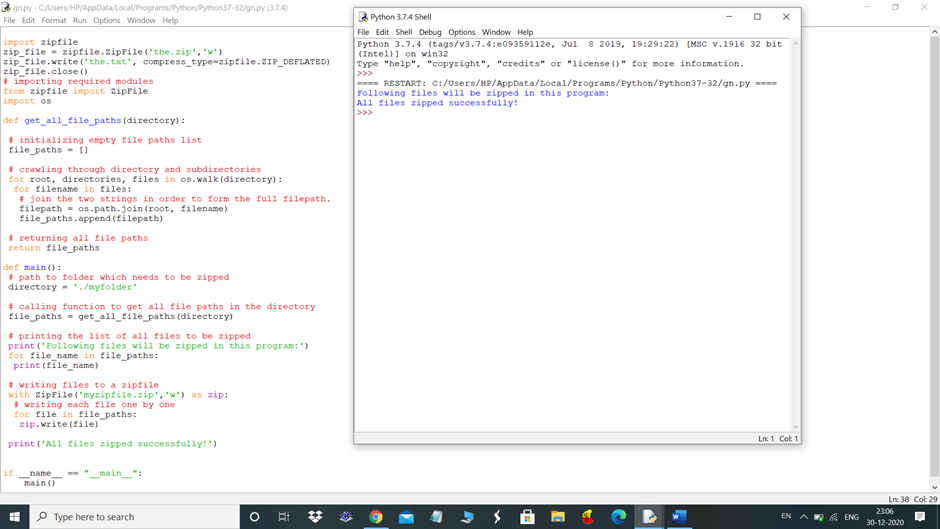 gn.py - C:/Users/HP/AppData/Local/Programs/Python/Python37-32/gn.py (3.7.4)
File Edit Format Run Options Window Help
import zipfile
zip_file = zipfile.ZipFile('the.zip','w')
zip_file.write('the.txt', compress_type=zipfile.ZIP_DEFLATED)
zip_file.close()
# importing required modules
from zipfile import ZipFile
import os
def get_all_file_paths(directory):
# initializing empty file paths list
file_paths = []
# crawling through directory and subdirectories
for root, directories, files in os.walk(directory):
for filename in files:
# join the two strings in order to form the full filepath.
filepath = os.path.join(root, filename)
file_paths.append(filepath)
# returning all file paths
return file_paths
def main():
# path to folder which needs to be zipped
directory = './myfolder'
# calling function to get all file paths in the directory
file_paths = get_all_file_paths(directory)
# printing the list of all files to be zipped
print('Following files will be zipped in this program:')
for file_name in file_paths:
print(file_name)
# writing files to a zipfile
with ZipFile('myzipfile.zip','w') as zip:
# writing each file one by one
for file in file_paths:
zip.write(file)
print('All files zipped successfully!')
if __name__ == "__main__":
main()
Ln: 38 Col: 29
Python 3.7.4 Shell
File Edit Shell Debug Options Window Help
Python 3.7.4 (tags/v3.7.4:e09359112e, Jul  8 2019, 19:29:22) [MSC v.1916 32 bit
(Intel)] on win32
Type "help", "copyright", "credits" or "license()" for more information.
>>>
==== RESTART: C:/Users/HP/AppData/Local/Programs/Python/Python37-32/gn.py ====
Following files will be zipped in this program:
All files zipped successfully!
>>>
Ln: 1 Col: 1
Type here to search
EN
ENG
23:06
30-12-2020